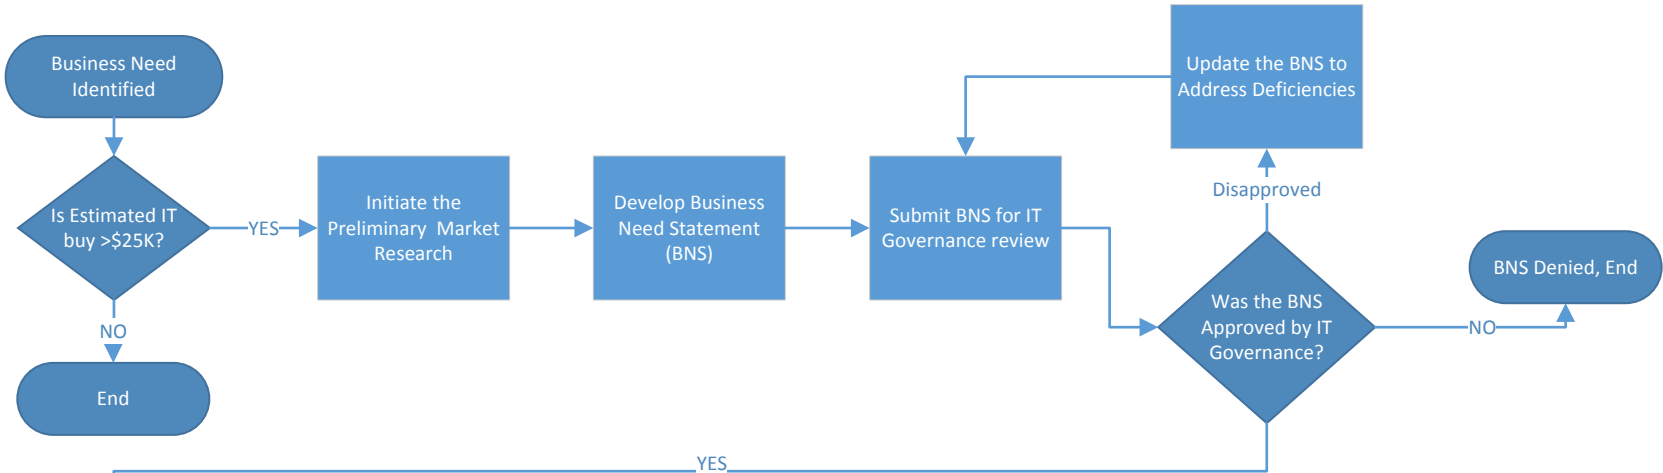 Business Need
Identified
Is Estimated IT
buy >$25K?
YES
NO
End
Initiate the
Preliminary Market
Research
Develop Business
Need Statement
(BNS)
Submit BNS for IT
Governance review
Update the BNS to
Address Deficiencies
Disapproved
Was the BNS
Approved by IT
Governance?
NO
BNS Denied, End
YES